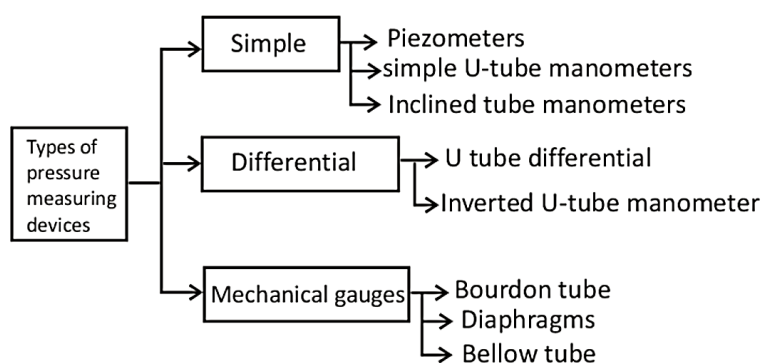 Types of
pressure
measuring
devices
Simple
Piezometers
simple U-tube manometers
Inclined tube manometers
Differential
U tube differential
Inverted U-tube manometer
Mechanical gauges
Bourdon tube
Diaphragms
Bellow tube